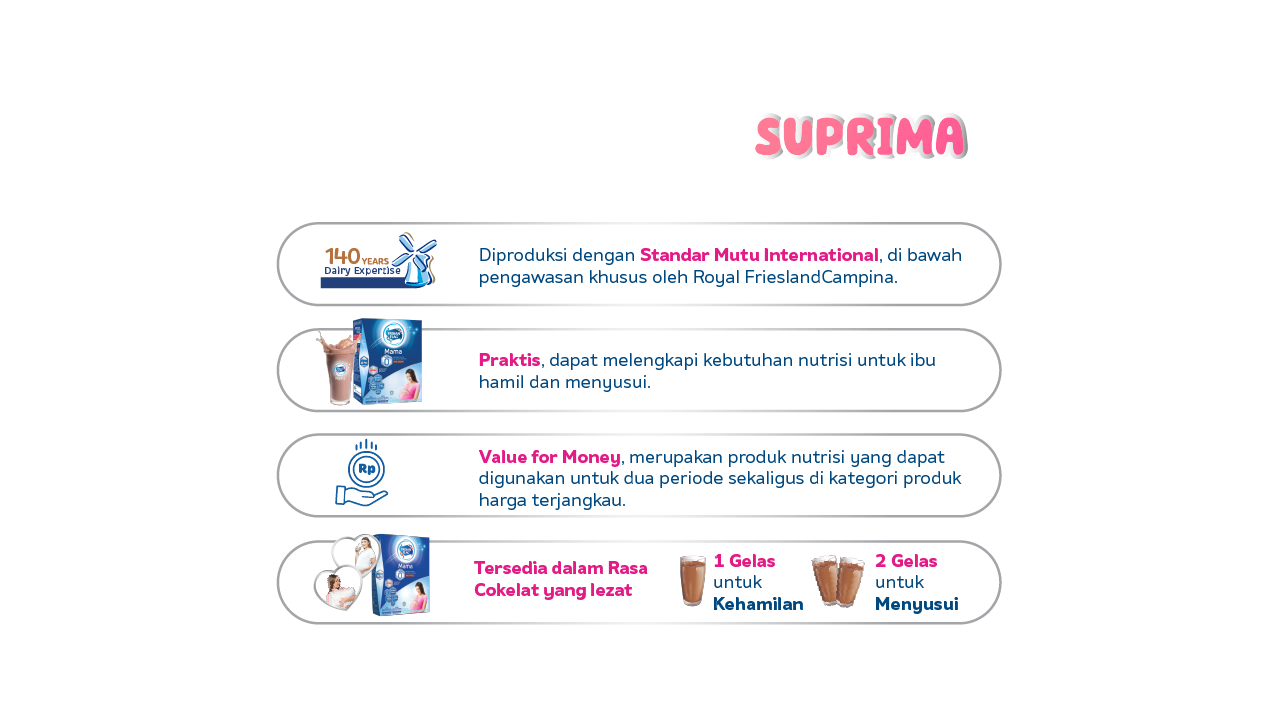 SUPRIMA
140 YEARS
Dairy Expertise
Diproduksi dengan Standar Mutu International, di bawah
pengawasan khusus oleh Royal FrieslandCampina.
Mama
Praktis, dapat melengkapi kebutuhan nutrisi untuk ibu
hamil dan menyusui.
Rp
Value for Money, merupakan produk nutrisi yang dapat
digunakan untuk dua periode sekaligus di kategori produk
harga terjangkau.
Mama
Tersedia dalam Rasa
Cokelat yang lezat
1 Gelas
untuk
Kehamilan
2 Gelas
untuk
Menyusui